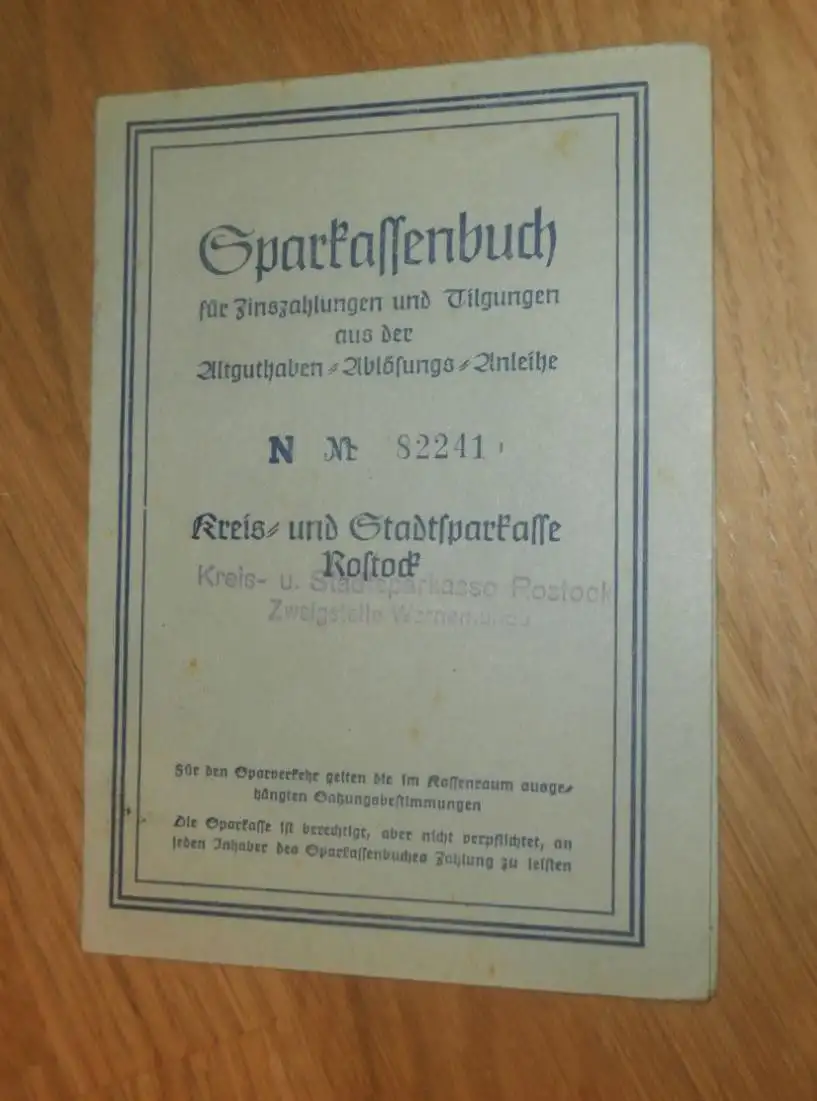 Sparkassenbuch
für Zinszahlungen und Tilgungen
aus der
Altguthaben-Ablösungs-Anleihe
N № 82241
Kreis- und Stadtsparkasse
Rostock
Kreis- u. Stadtsparkasse Rostock
Zweigstelle Warnemünde
Für den Sparverkehr gelten die im Kassenraum ausge-
hängten Satzungsbestimmungen
Die Sparkasse ist berechtigt, aber nicht verpflichtet, an
jeden Inhaber des Sparkassenbuches Zahlung zu leisten